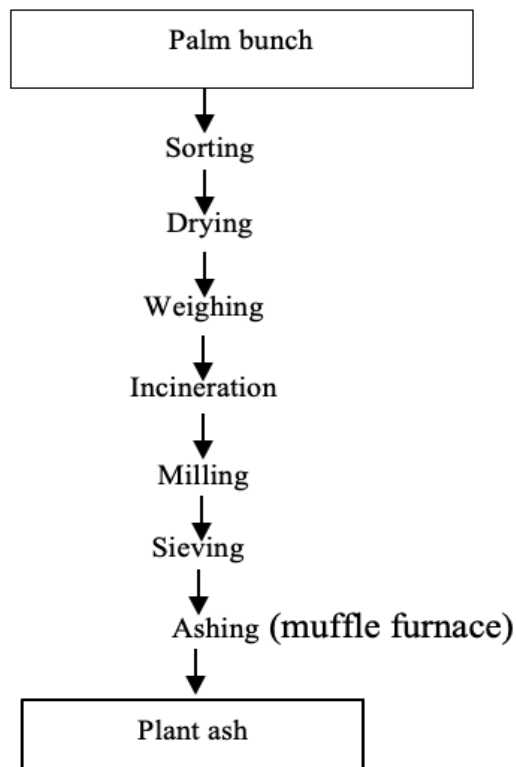 Palm bunch
Sorting
Drying
Weighing
Incineration
Milling
Sieving
Ashing (muffle furnace)
Plant ash